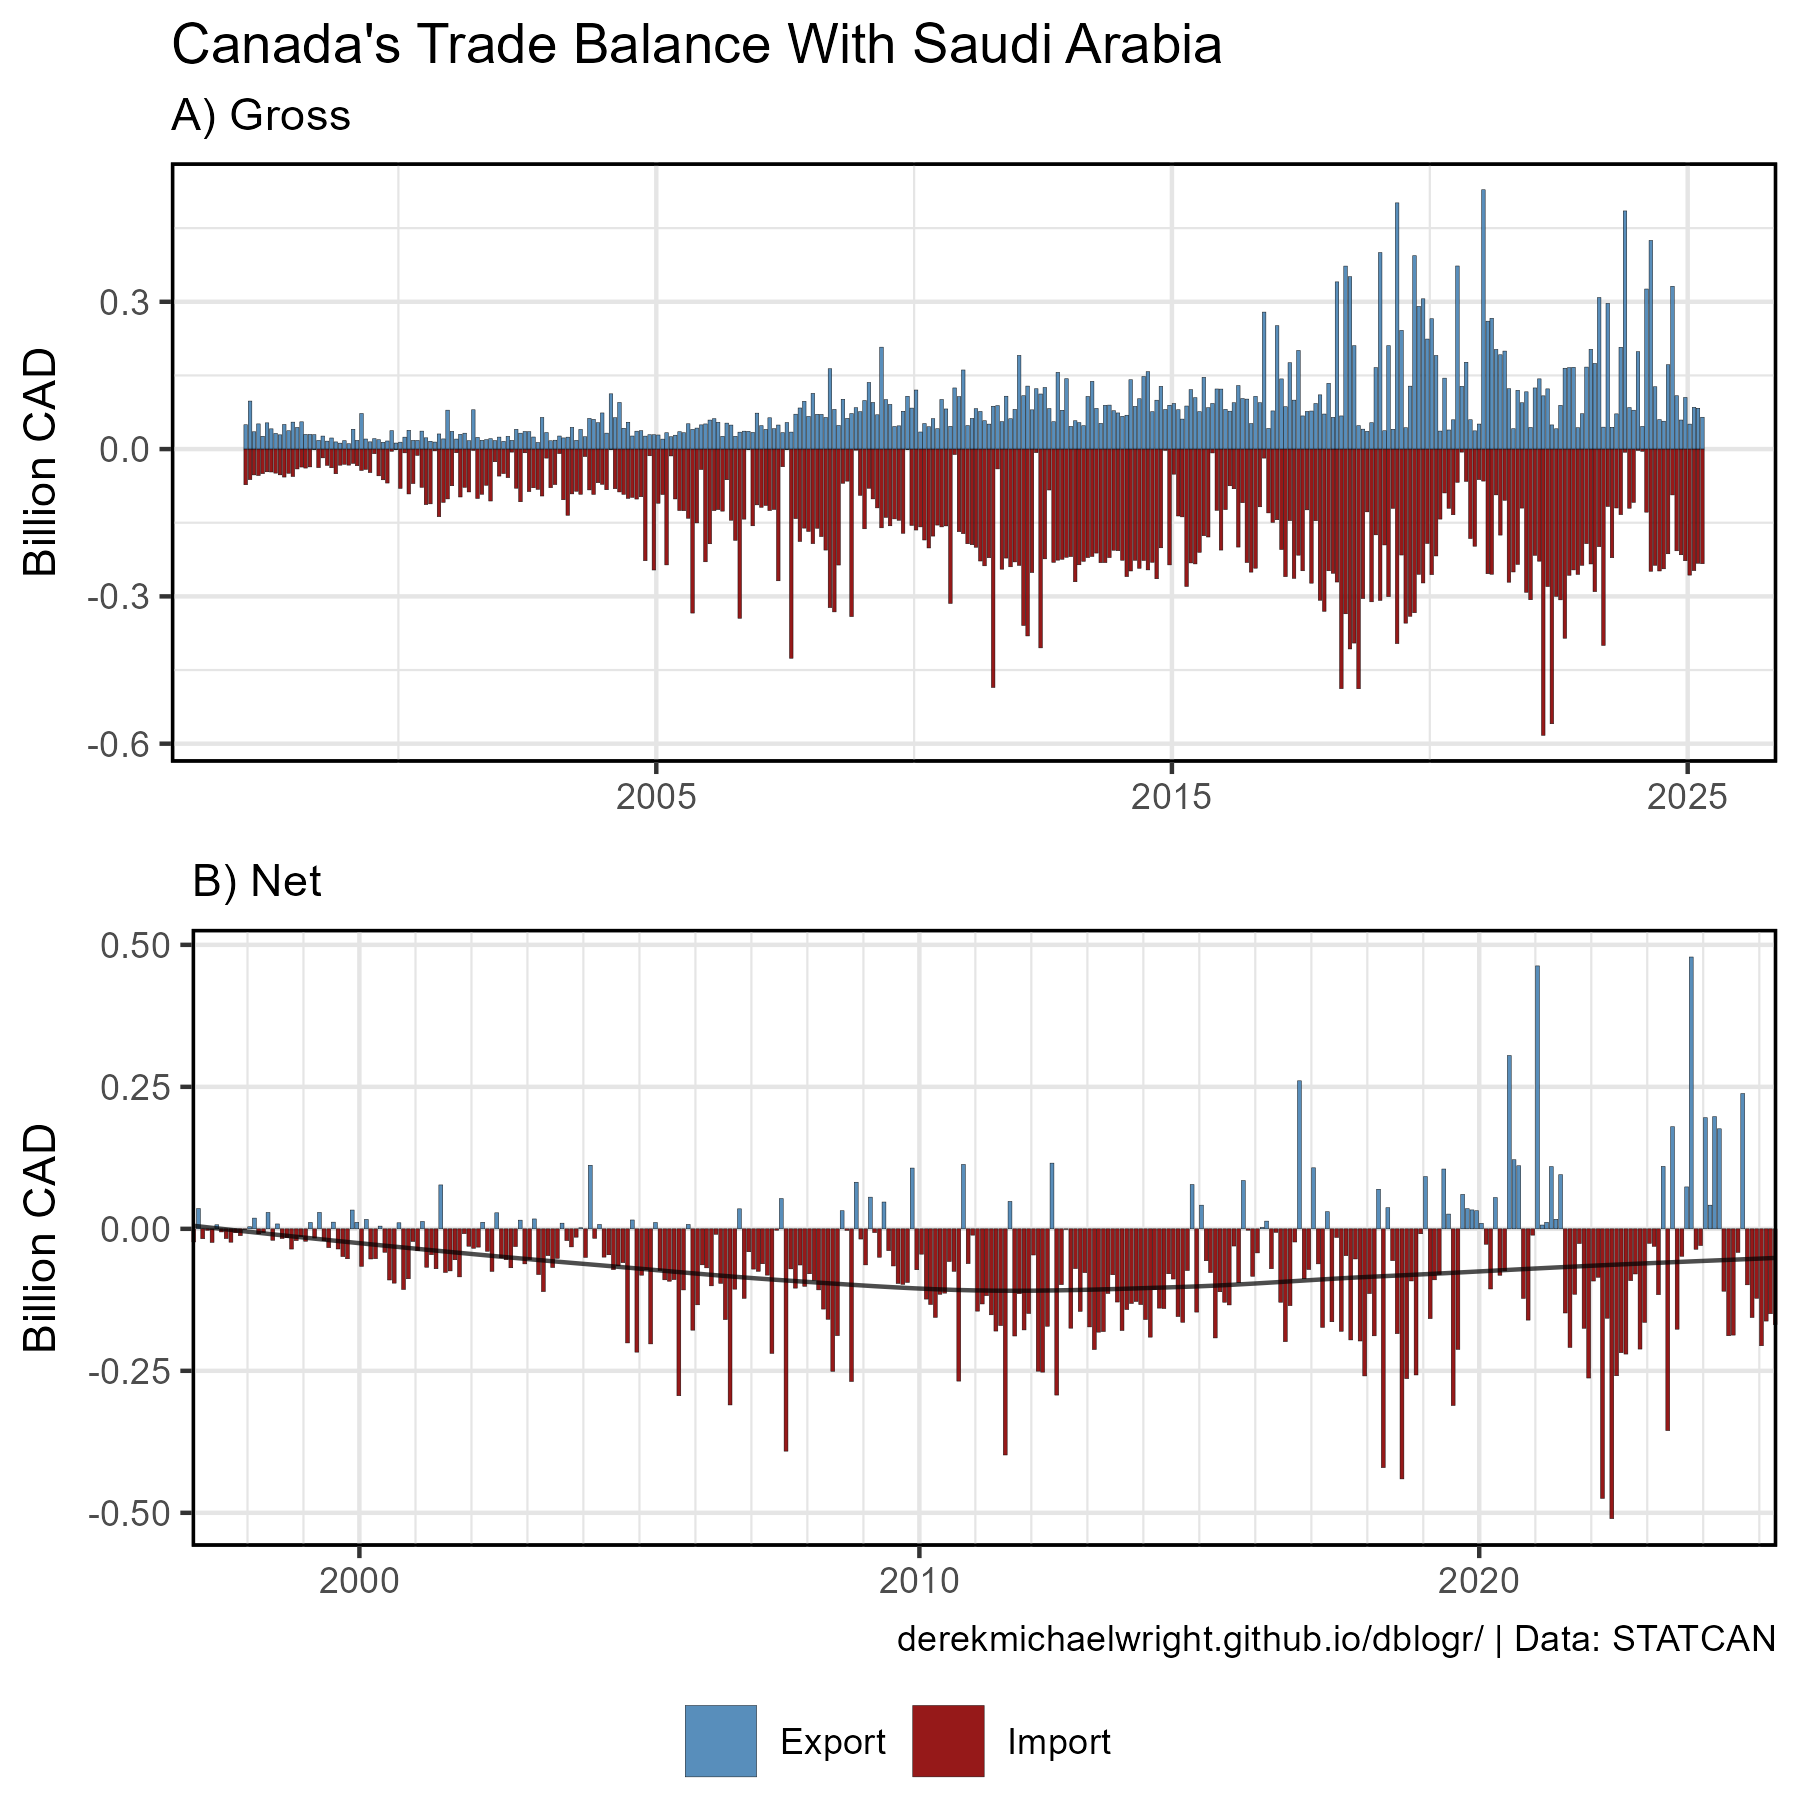 Canada's Trade Balance With Saudi Arabia
A) Gross
Billion CAD
0.3
0.0
-0.3
-0.6
2005 2015 2025
B) Net
Billion CAD
0.50
0.25
0.00
-0.25
-0.50
2000 2010 2020
derekmichaelwright.github.io/dblogr/ | Data: STATCAN
Export Import